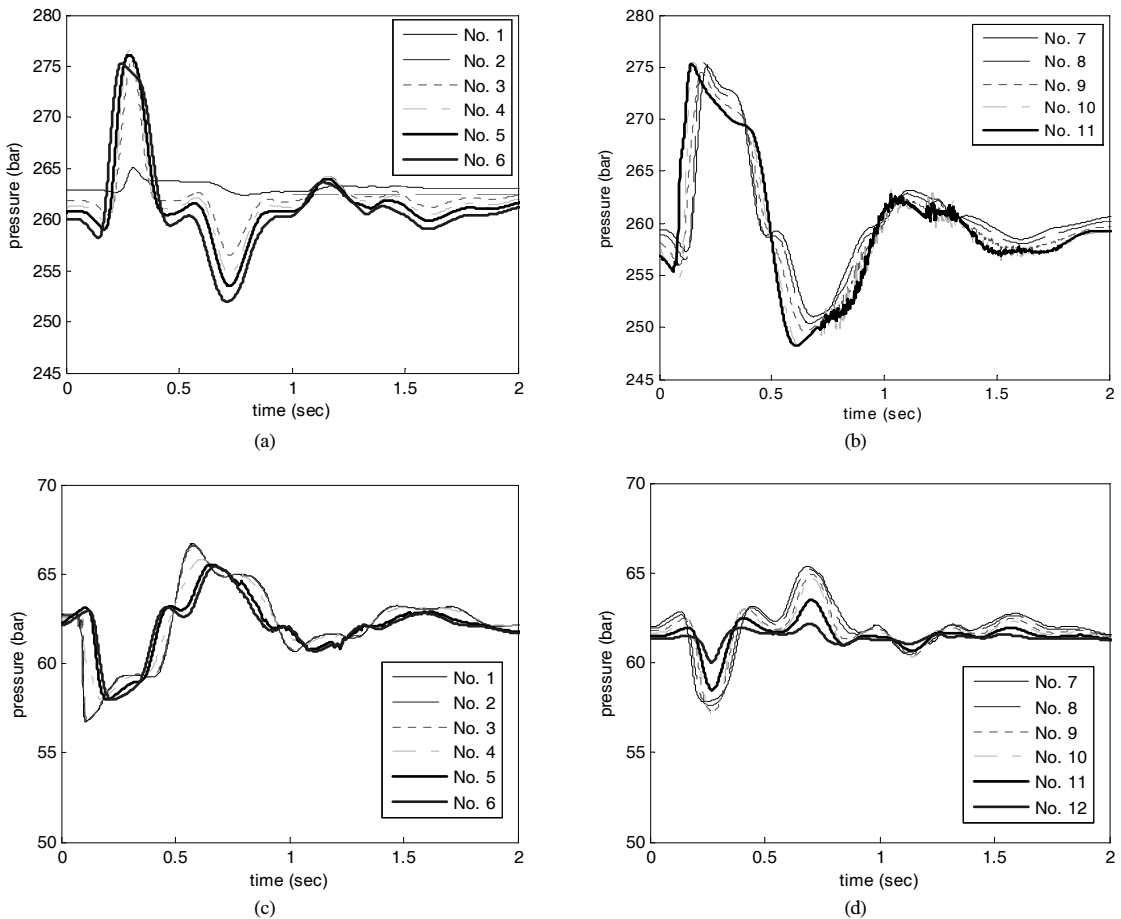 280
275
270
265
260
255
250
245
pressure (bar)
0
0.5
1
1.5
2
time (sec)
No. 1
No. 2
No. 3
No. 4
No. 5
No. 6
(a)
280
275
270
265
260
255
250
245
pressure (bar)
0
0.5
1
1.5
2
time (sec)
No. 7
No. 8
No. 9
No. 10
No. 11
(b)
70
65
60
55
50
pressure (bar)
0
0.5
1
1.5
2
time (sec)
No. 1
No. 2
No. 3
No. 4
No. 5
No. 6
(c)
70
65
60
55
50
pressure (bar)
0
0.5
1
1.5
2
time (sec)
No. 7
No. 8
No. 9
No. 10
No. 11
No. 12
(d)